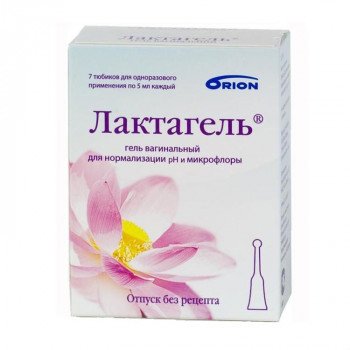 7 тюбиков для одноразового
применения по 5 мл каждый
ORION
Лактагель®
гель вагинальный
для нормализации pH и микрофлоры
Отпуск без рецепта